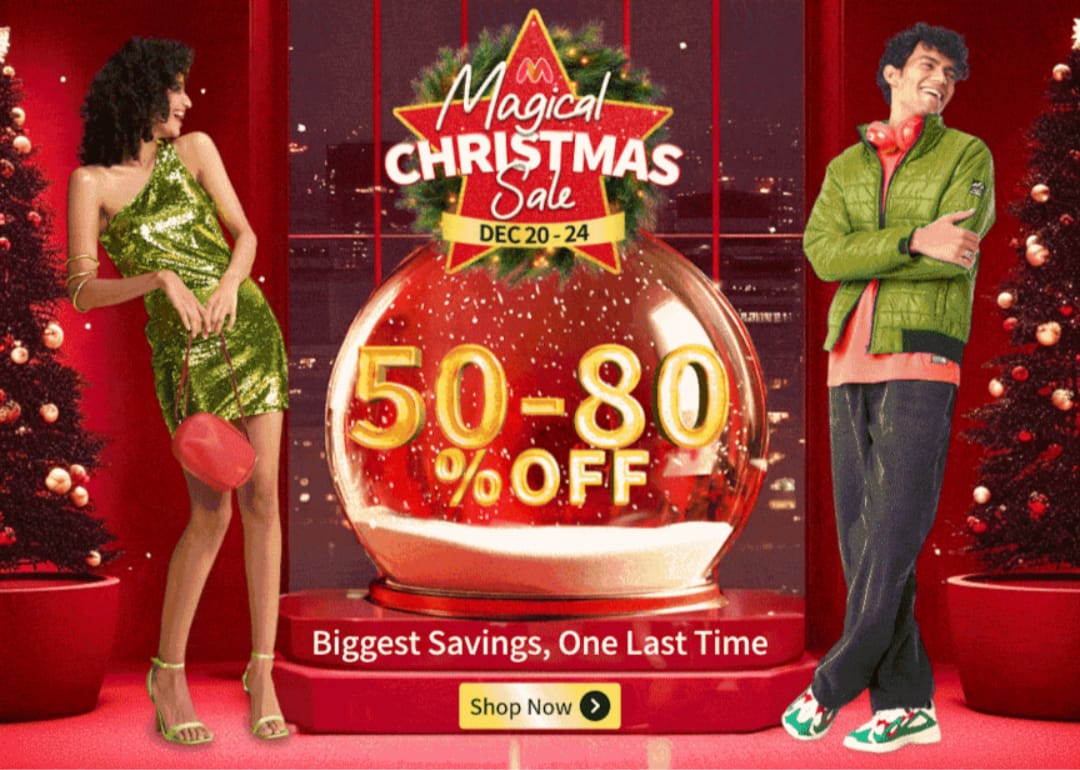 M
Magical
CHRISTMAS
Sale
DEC 20 - 24
50-80
% OFF
Biggest Savings, One Last Time
Shop Now